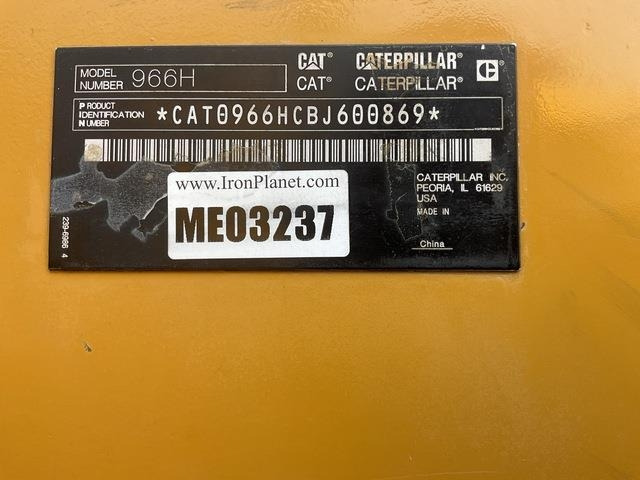 MODEL NUMBER 966H
CAT® CATERPILLAR® C
CAT® CATERPILLAR®
PRODUCT IDENTIFICATION NUMBER *CAT0966HCBJ600869*
www.IronPlanet.com
ME03237
CATERPILLAR INC.
PEORIA, IL 61629
USA
MADE IN
China
239-6986 4